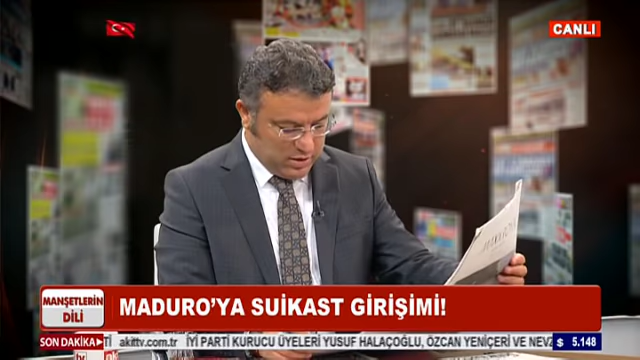 CANLI
MANŞETLERİN
DİLİ
MADURO'YA SUİKAST GİRİŞİMİ!
SON DAKİKA
akittv.com.tr
İYİ PARTİ KURUCU ÜYELERİ YUSUF HALAÇOĞLU, ÖZCAN YENİÇERİ VE NEVZ
$ 5.148